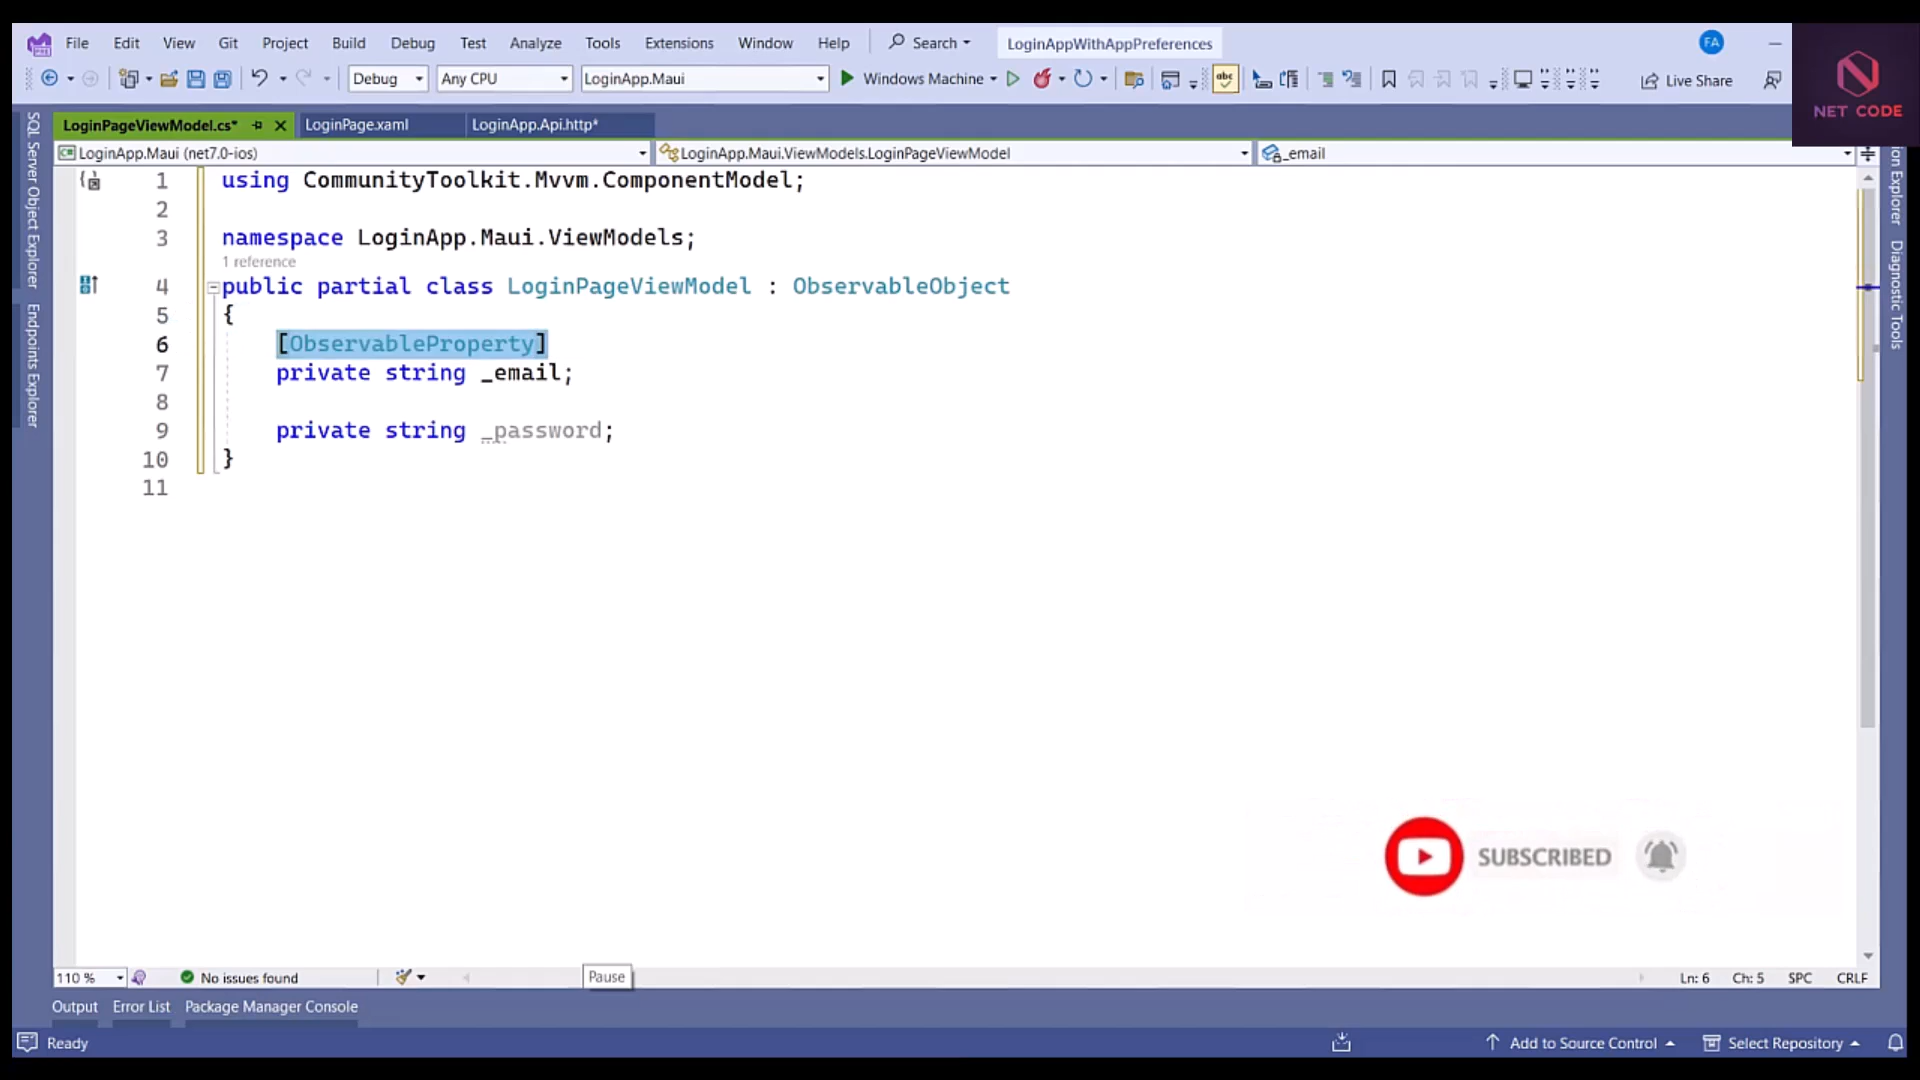 File Edit View Git Project Build Debug Test Analyze Tools Extensions Window Help Search LoginAppWithAppPreferences FA
Debug Any CPU LoginApp.Maui Windows Machine abc Live Share
NET CODE
LoginPageViewModel.cs* LoginPage.xaml LoginApp.Api.http*
LoginApp.Maui (net7.0-ios) LoginApp.Maui.ViewModels.LoginPageViewModel _email
SQL Server Object Explorer
Endpoints Explorer
ion Explorer
Diagnostic Tools
1 using CommunityToolkit.Mvvm.ComponentModel;
2
3 namespace LoginApp.Maui.ViewModels;
1 reference
4 public partial class LoginPageViewModel : ObservableObject
5 {
6 [ObservableProperty]
7 private string _email;
8
9 private string _password;
10 }
11
SUBSCRIBED
110 % No issues found Pause Ln: 6 Ch: 5 SPC CRLF
Output Error List Package Manager Console
Ready Add to Source Control Select Repository